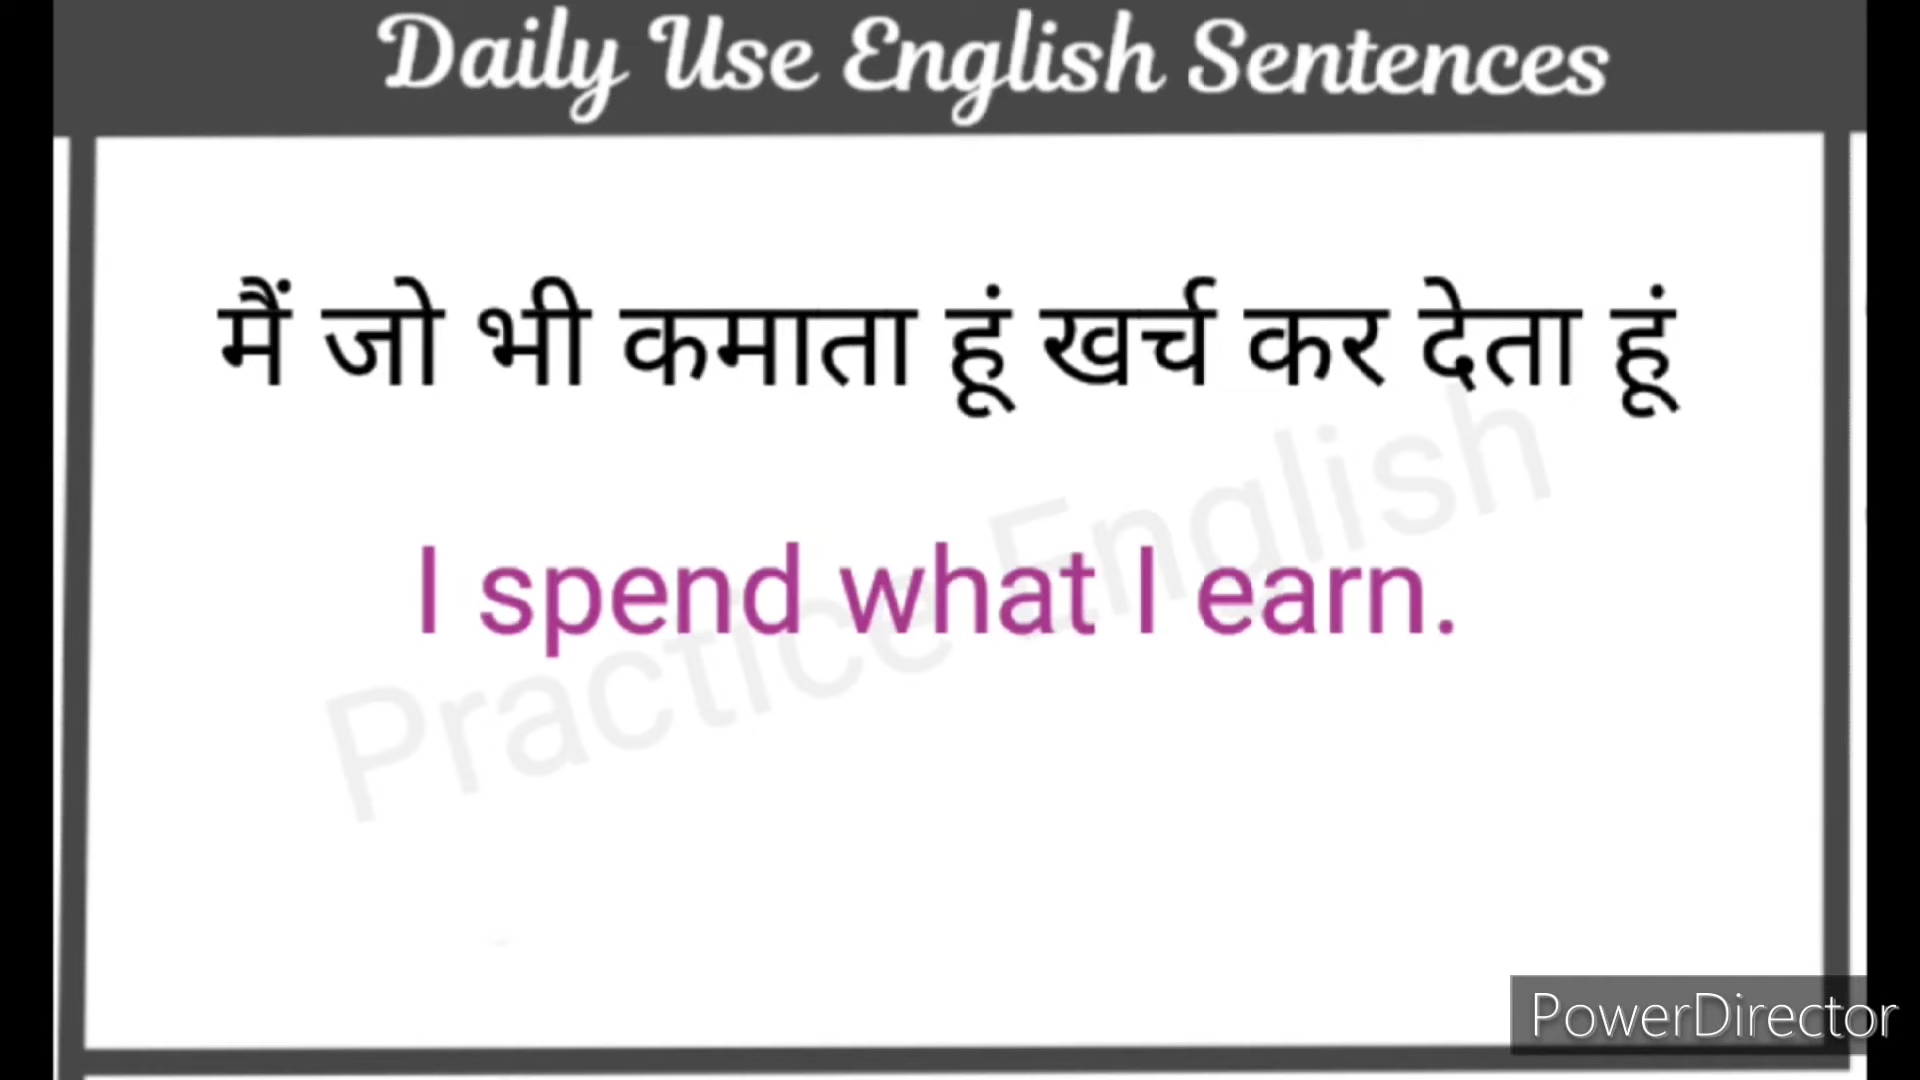 Daily Use English Sentences
मैं जो भी कमाता हूं खर्च कर देता हूं
I spend what I earn.
Practice English
PowerDirector